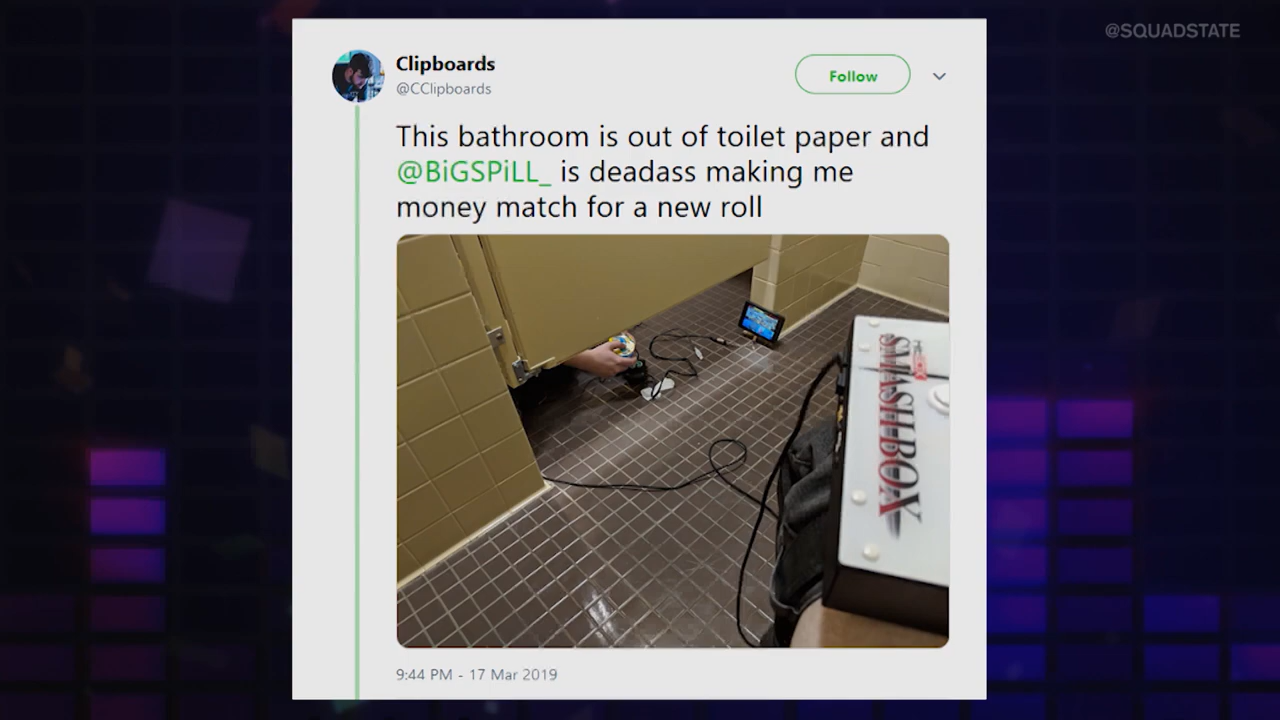 @SQUADSTATE
Clipboards
@CClipboards
Follow
This bathroom is out of toilet paper and
@BiGSPiLL_ is deadass making me
money match for a new roll
SMASHBOX
9:44 PM - 17 Mar 2019